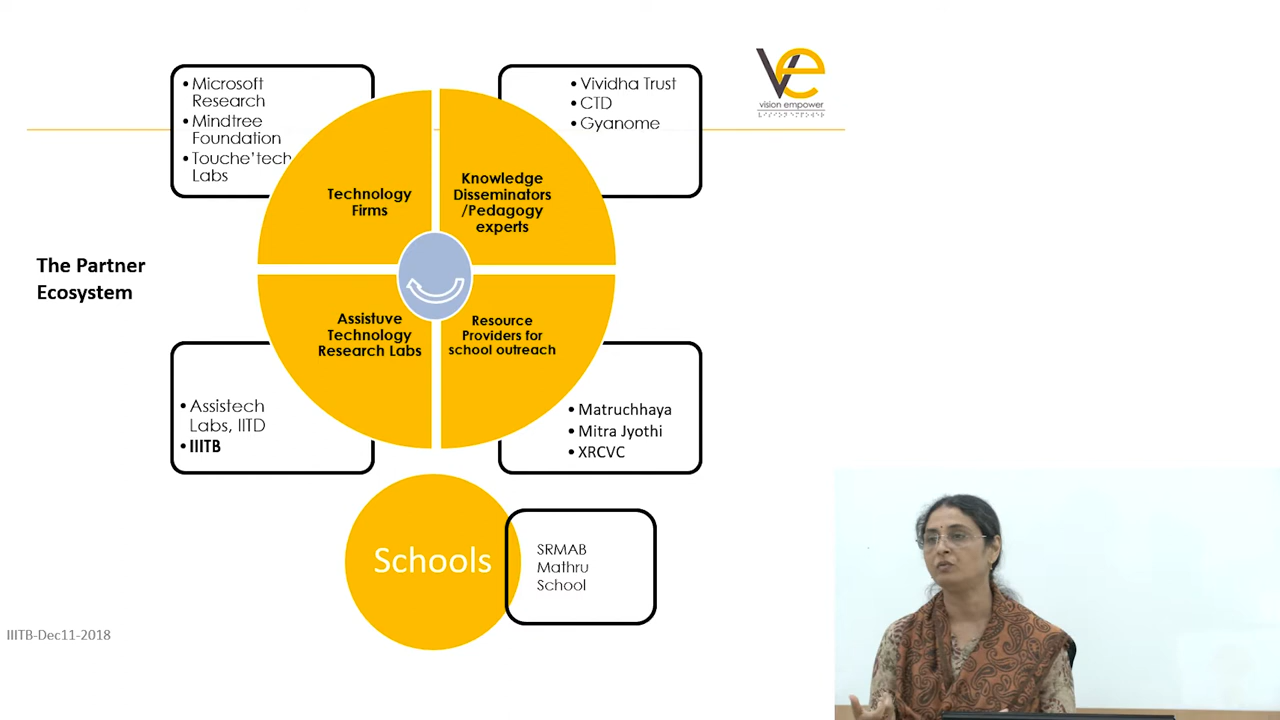 • Microsoft
Research
• Mindtree
Foundation
• Touche'tech
Labs
• Vividha Trust
• CTD
• Gyanome
ve
vision empower
Technology
Firms
Knowledge
Disseminators
/Pedagogy
experts
The Partner
Ecosystem
Assistuve
Technology
Research Labs
Resource
Providers for
school outreach
• Assistech
Labs, IITD
• IIITB
• Matruchhaya
• Mitra Jyothi
• XRCVC
Schools
SRMAB
Mathru
School
IIITB-Dec11-2018